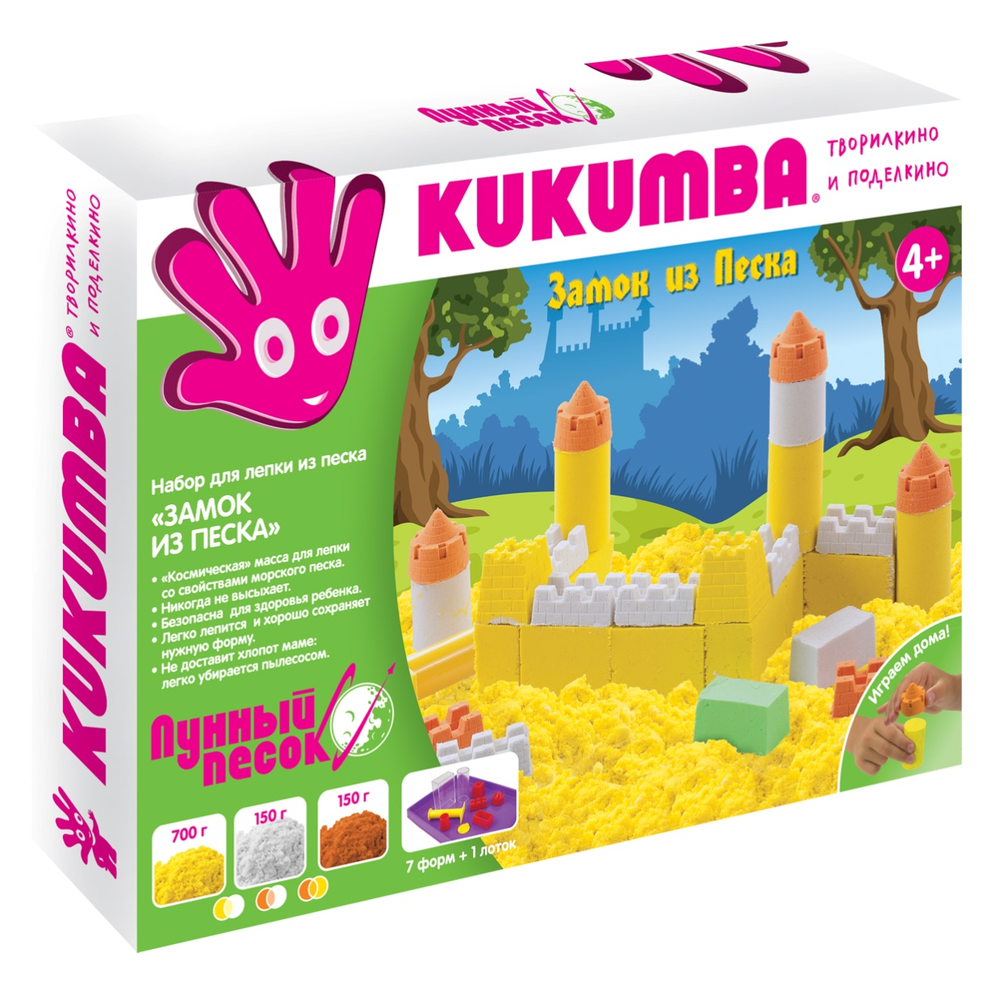 Лунный
песок
KUKUMBA®
ТВОРИЛКИНО
И ПОДЕЛКИНО
KUKUMBA®
ТВОРИЛКИНО
И ПОДЕЛКИНО
Замок из Песка
4+
Набор для лепки из песка
«ЗАМОК
ИЗ ПЕСКА»
• «Космическая» масса для лепки
со свойствами морского песка.
• Никогда не высыхает.
• Безопасна для здоровья ребенка.
• Легко лепится и хорошо сохраняет
нужную форму.
• Не доставит хлопот маме:
легко убирается пылесосом.
Лунный
песок
700 г
150 г
150 г
7 форм + 1 лоток
Играем дома!